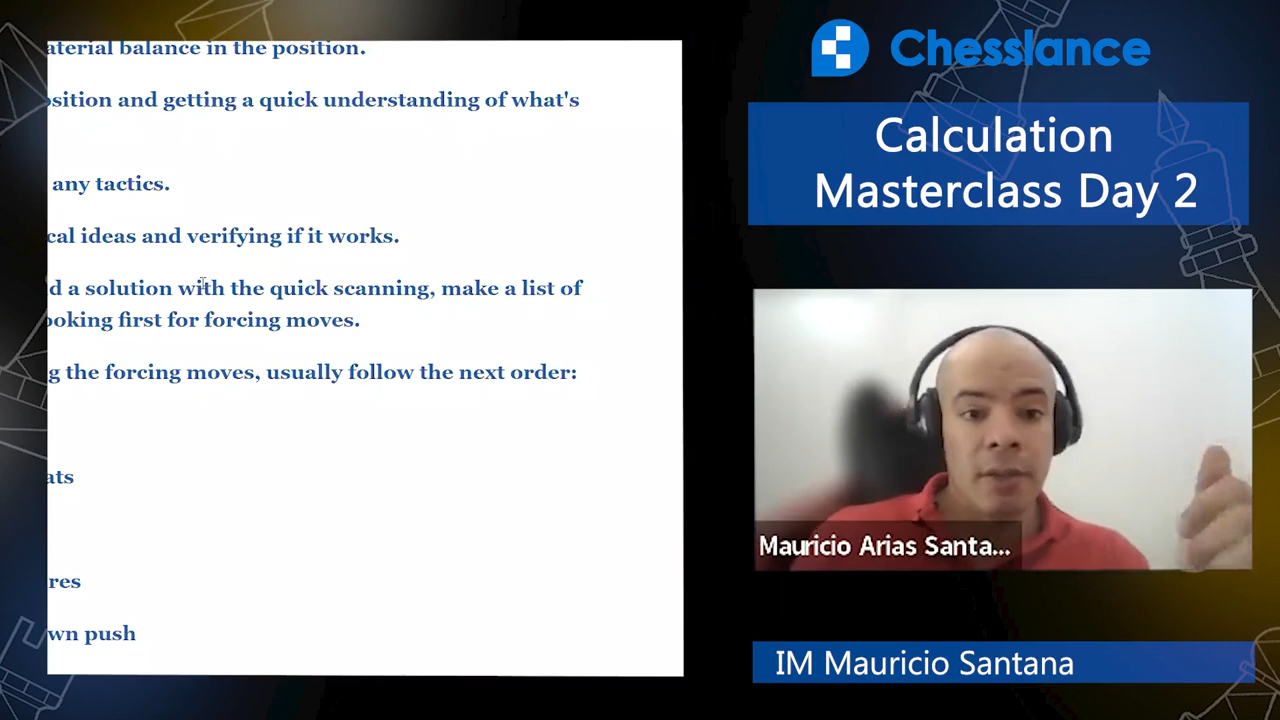 aterial balance in the position.
sition and getting a quick understanding of what's
any tactics.
cal ideas and verifying if it works.
d a solution with the quick scanning, make a list of
ooking first for forcing moves.
g the forcing moves, usually follow the next order:
ats
res
wn push
Chesslance
Calculation
Masterclass Day 2
Mauricio Arias Santa...
IM Mauricio Santana